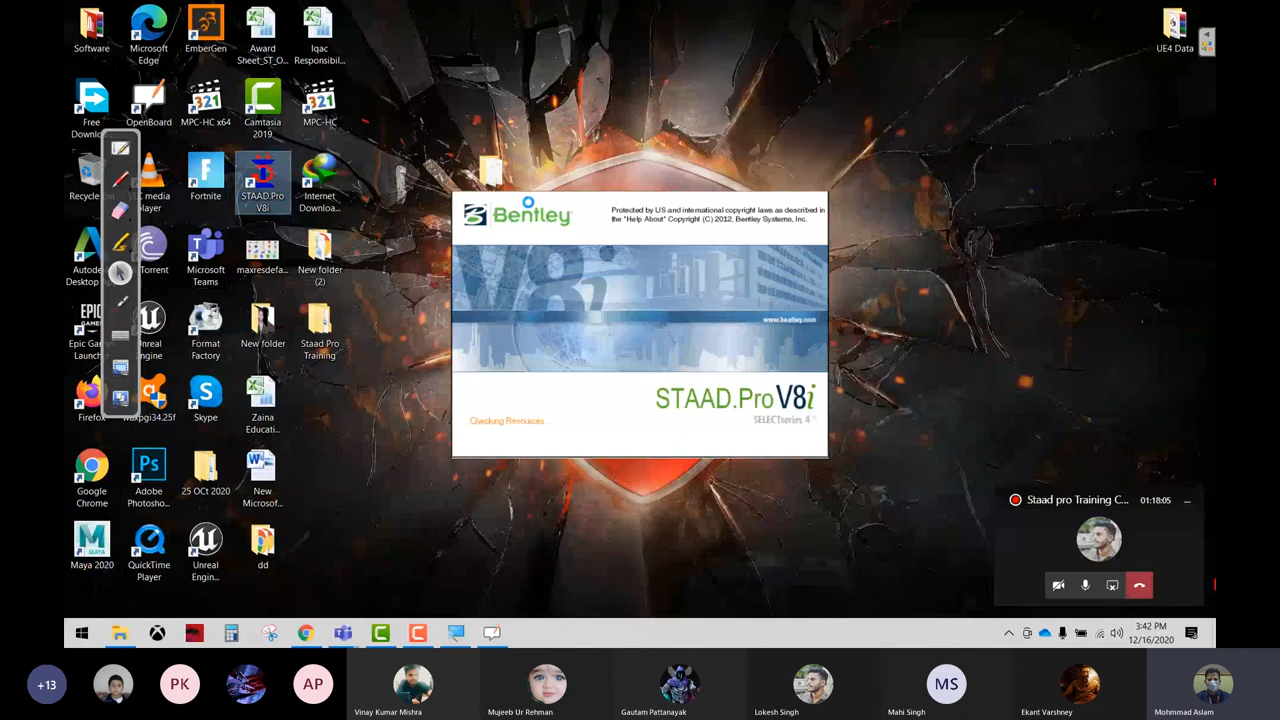 Software
Microsoft
Edge
EmberGen
Award
Sheet_ST_O...
Iqac
Responsibil...
UE4 Data
Free
Downlo...
OpenBoard
MPC-HC x64
Camtasia
2019
MPC-HC
Recycle
media
player
Fortnite
STAAD.Pro
V8i
Internet
Downloa...
Autod
Desktop
Torrent
Microsoft
Teams
maxresdefa...
New folder
(2)
Epic
Launch
Engine
Format
Factory
New folder
Staad Pro
Training
Firefo
waxpgi34.25f
Skype
Zaina
Educati...
Google
Chrome
Adobe
Photosho...
25 OCt 2020
New
Microsof...
Maya 2020
QuickTime
Player
Unreal
Engin...
dd
Bentley
Protected by US and international copyright laws as described in
the "Help About" Copyright (C) 2012, Bentley Systems, Inc.
www.bentley.com
STAAD.Pro V8i
SELECTseries 4
Checking Resources ...
Staad pro Training C... 01:18:05
3:42 PM
12/16/2020
+13
PK
AP
Vinay Kumar Mishra
Mujeeb Ur Rehman
Gautam Pattanayak
Lokesh Singh
MS
Mahi Singh
Ekant Varshney
Mohmmad Aslam